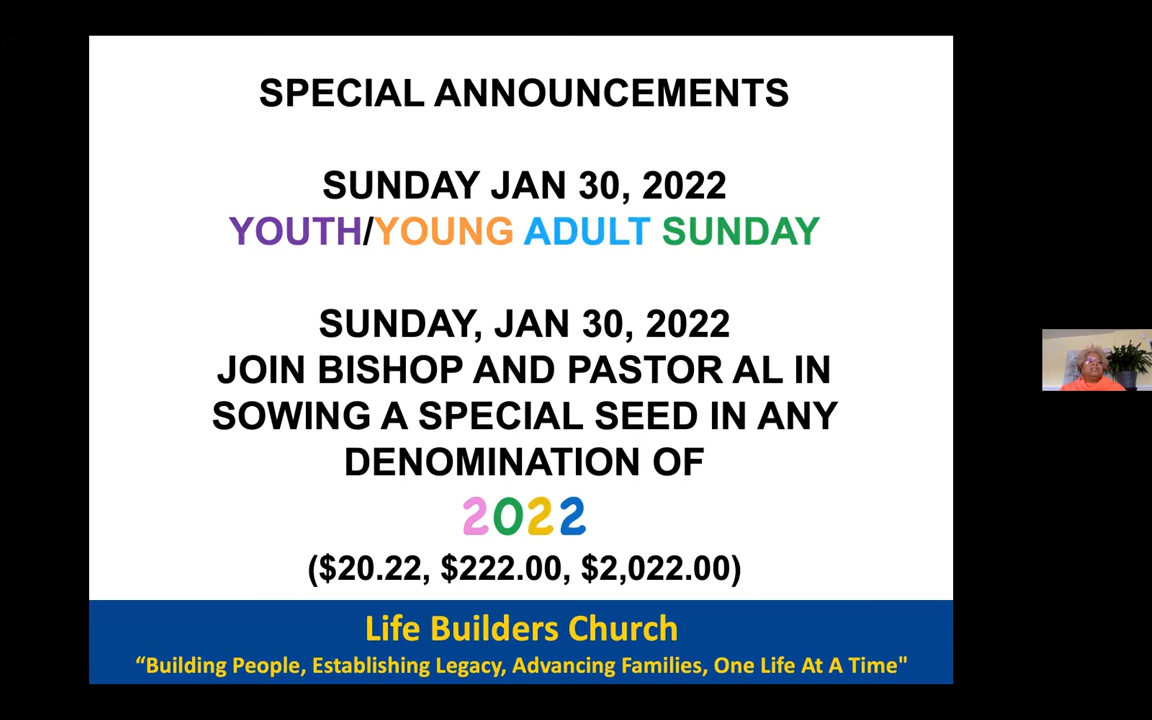 SPECIAL ANNOUNCEMENTS
SUNDAY JAN 30, 2022
YOUTH/YOUNG ADULT SUNDAY
SUNDAY, JAN 30, 2022
JOIN BISHOP AND PASTOR AL IN
SOWING A SPECIAL SEED IN ANY
DENOMINATION OF
2022
($20.22, $222.00, $2,022.00)
Life Builders Church
“Building People, Establishing Legacy, Advancing Families, One Life At A Time"